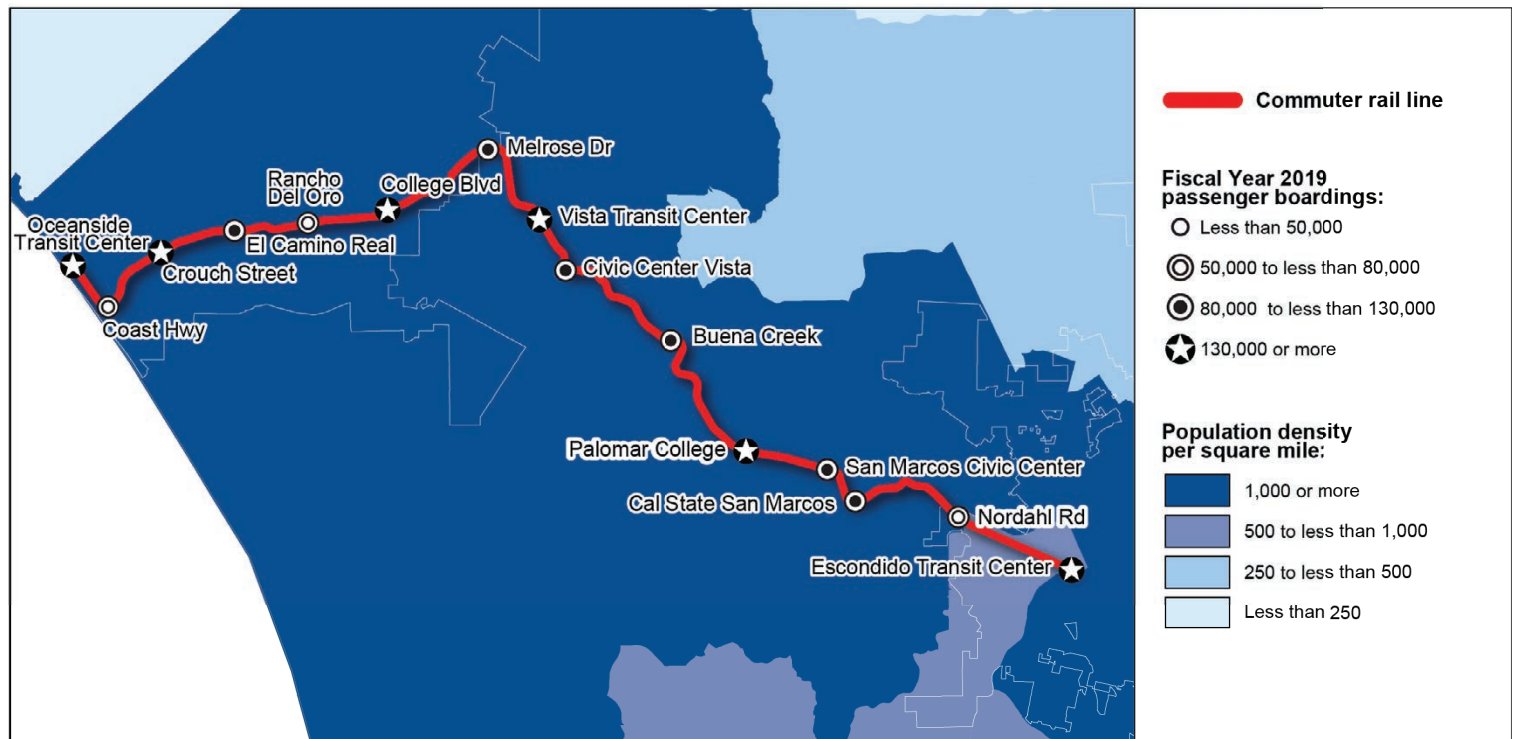 Melrose Dr
Rancho
Del Oro
College Blvd
Oceanside
Transit Center
Vista Transit Center
El Camino Real
Crouch Street
Civic Center Vista
Coast Hwy
Buena Creek
Palomar College
San Marcos Civic Center
Cal State San Marcos
Nordahl Rd
Escondido Transit Center
Commuter rail line
Fiscal Year 2019
passenger boardings:
Less than 50,000
50,000 to less than 80,000
80,000 to less than 130,000
130,000 or more
Population density
per square mile:
1,000 or more
500 to less than 1,000
250 to less than 500
Less than 250